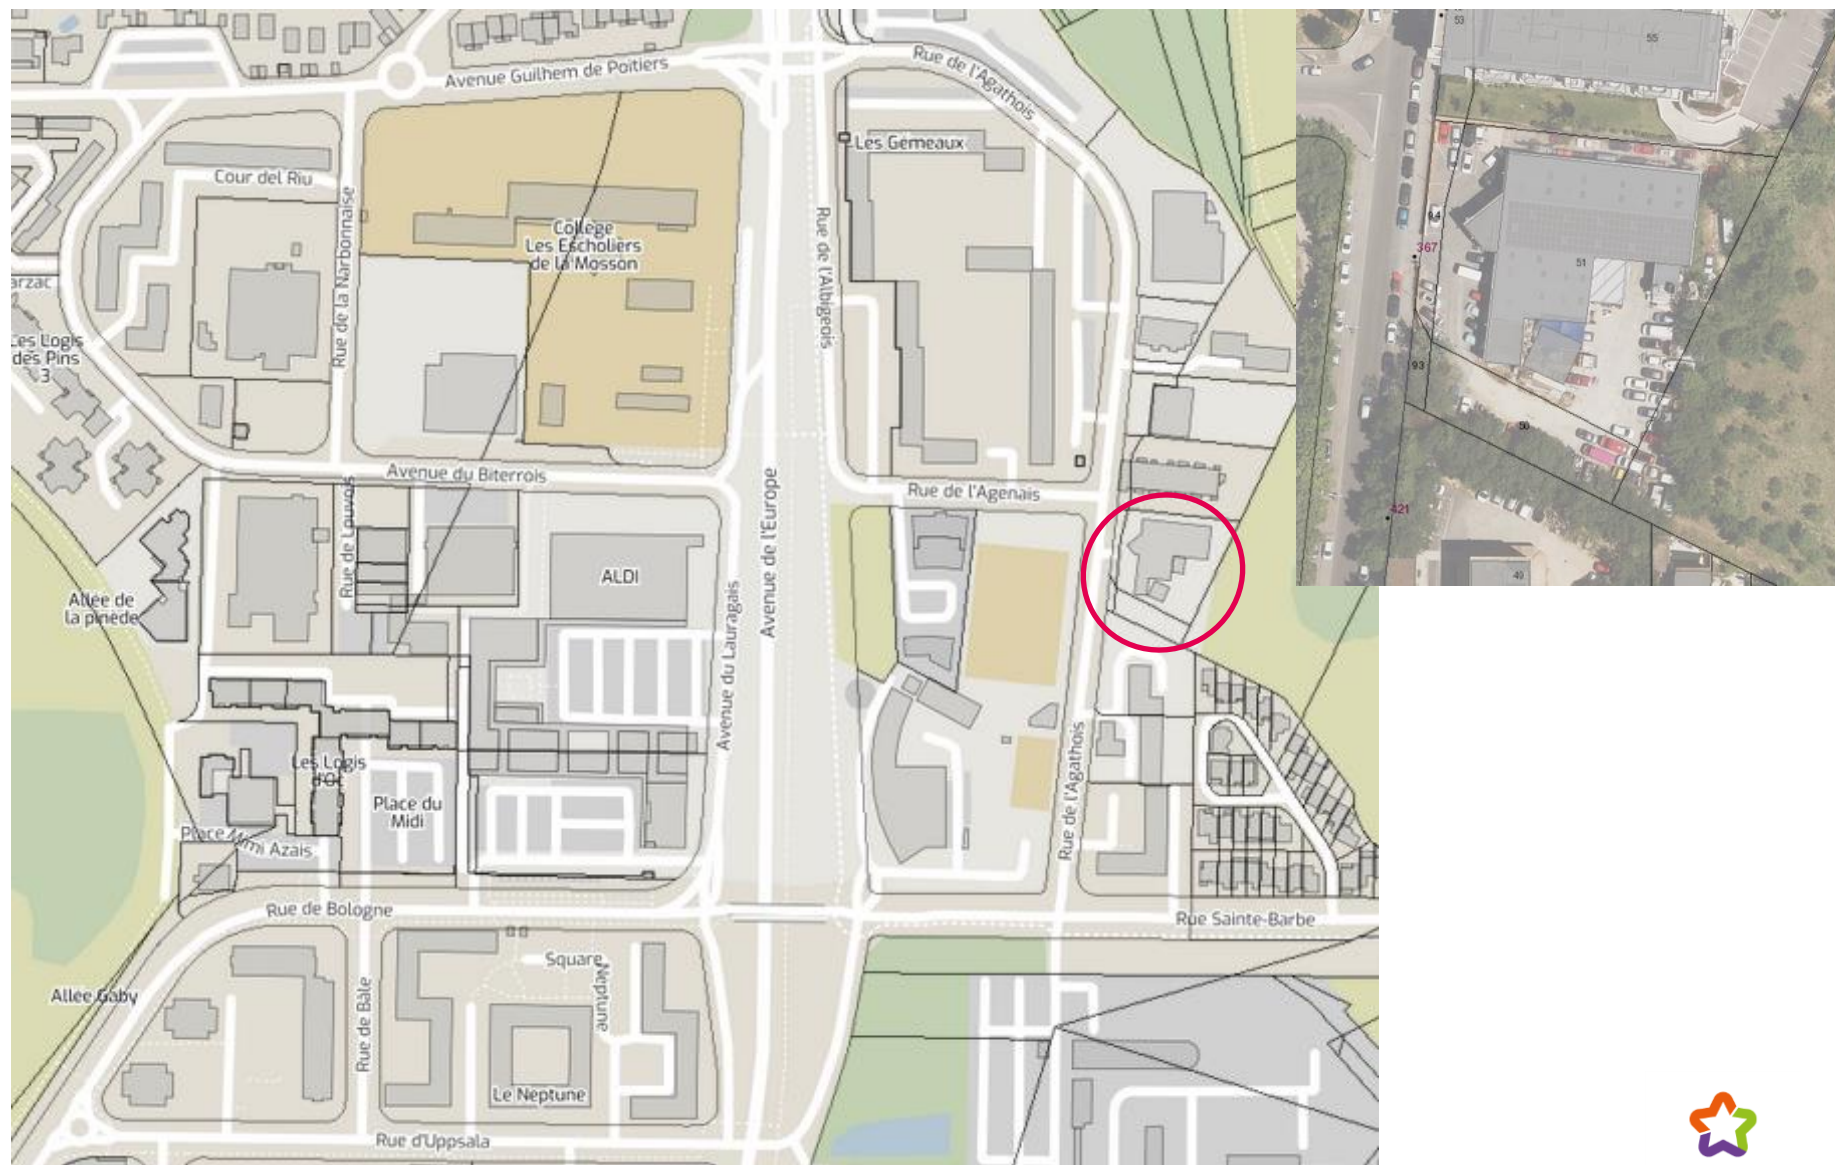 Avenue Guilhem de Poitiers
Rue de l'Agathois
Les Gémeaux
Cour del Riu
Rue de la Narbonnaise
Collège
Les Escholiers
de la Mosson
Rue de l'Albigeois
arzac
Les Logis
des Pins
3
Avenue du Biterrois
Rue de l'Agenais
Rue de Louvois
Avenue de l'Europe
ALDI
Allée de
la pinède
Avenue du Lauragais
Rue de l'Agathois
Les Logis
d'Oc
Place du
Midi
Place Mimi Azais
Rue de Bologne
Rue Sainte-Barbe
Square
Neptune
Allée Gaby
Rue de Bâle
Le Neptune
Rue d'Uppsala
53
55
94
367
51
93
50
421
49